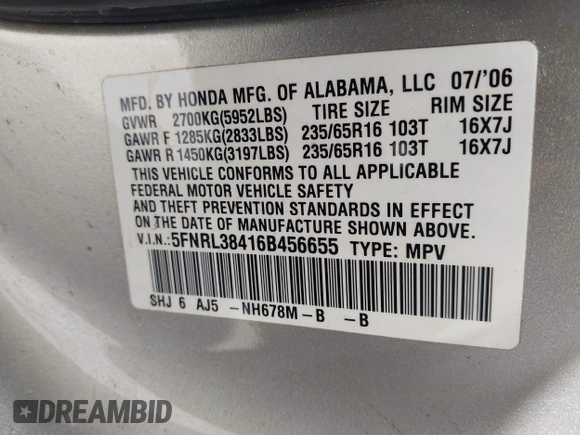 MFD. BY HONDA MFG. OF ALABAMA, LLC 07/'06
GVWR 2700KG(5952LBS) TIRE SIZE RIM SIZE
GAWR F 1285KG(2833LBS) 235/65R16 103T 16X7J
GAWR R 1450KG(3197LBS) 235/65R16 103T 16X7J
THIS VEHICLE CONFORMS TO ALL APPLICABLE
FEDERAL MOTOR VEHICLE SAFETY
AND THEFT PREVENTION STANDARDS IN EFFECT
ON THE DATE OF MANUFACTURE SHOWN ABOVE.
V.I.N.:5FNRL38416B456655 TYPE: MPV
SHJ 6 AJ5 -NH678M-B -B
DREAMBID